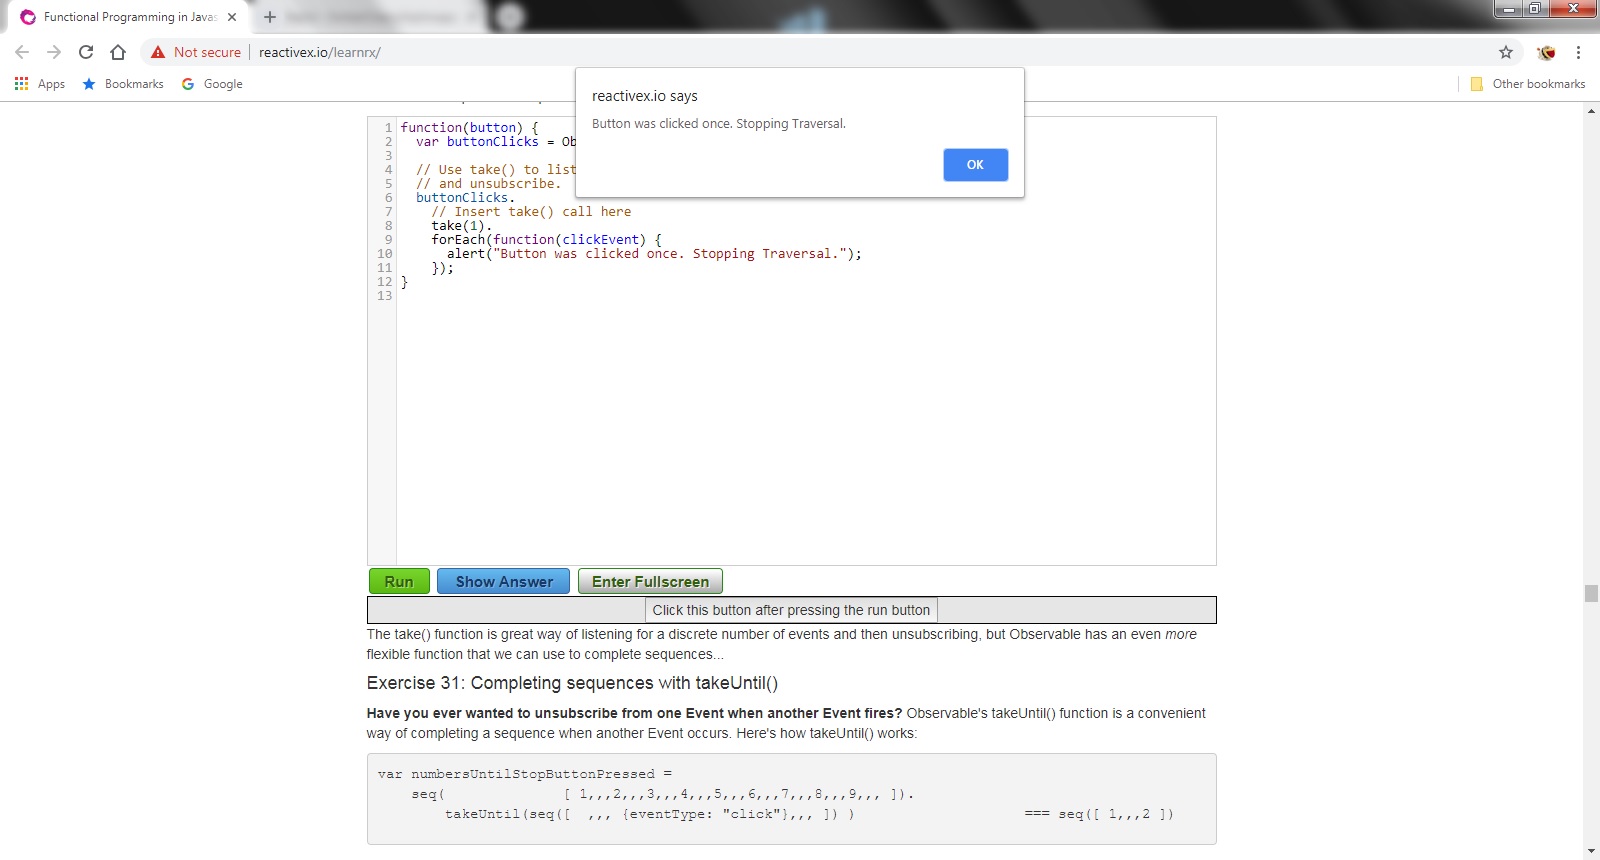 Functional Programming in Javas
Not secure
reactivex.io/learnrx/
Apps
Bookmarks
Google
Other bookmarks
reactivex.io says
Button was clicked once. Stopping Traversal.
OK
1 function(button) {
2 var buttonClicks = Ob
3
4 // Use take() to list
5 // and unsubscribe.
6 buttonClicks.
7 // Insert take() call here
8 take(1).
9 forEach(function(clickEvent) {
10 alert("Button was clicked once. Stopping Traversal.");
11 });
12 }
13
Run
Show Answer
Enter Fullscreen
Click this button after pressing the run button
The take() function is great way of listening for a discrete number of events and then unsubscribing, but Observable has an even more
flexible function that we can use to complete sequences...
Exercise 31: Completing sequences with takeUntil()
Have you ever wanted to unsubscribe from one Event when another Event fires? Observable's takeUntil() function is a convenient
way of completing a sequence when another Event occurs. Here's how takeUntil() works:
var numbersUntilStopButtonPressed =
seq( [ 1,,,2,,,3,,,4,,,5,,,6,,,7,,,8,,,9,,, ]).
takeUntil(seq([ ,,, {eventType: "click"},,, ]) ) === seq([ 1,,,2 ])